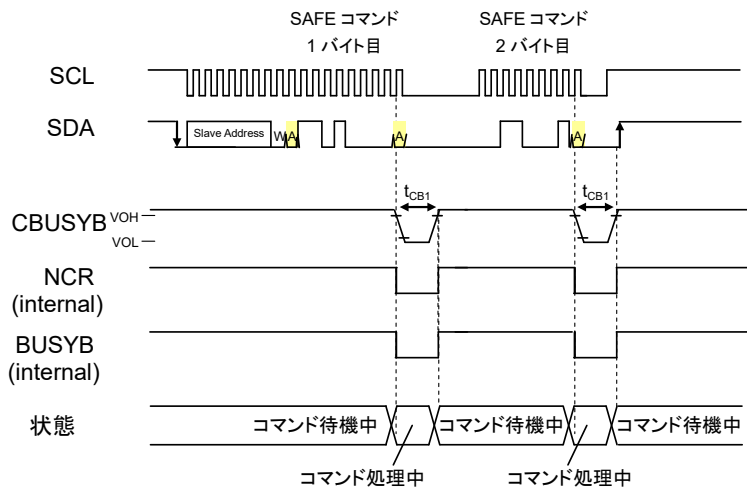 SAFE コマンド
1 バイト目
SAFE コマンド
2 バイト目
SCL
SDA
Slave Address
W
A
A
A
tCB1
tCB1
CBUSYB
VOH
VOL
NCR
(internal)
BUSYB
(internal)
状態
コマンド待機中
コマンド待機中
コマンド待機中
コマンド処理中
コマンド処理中